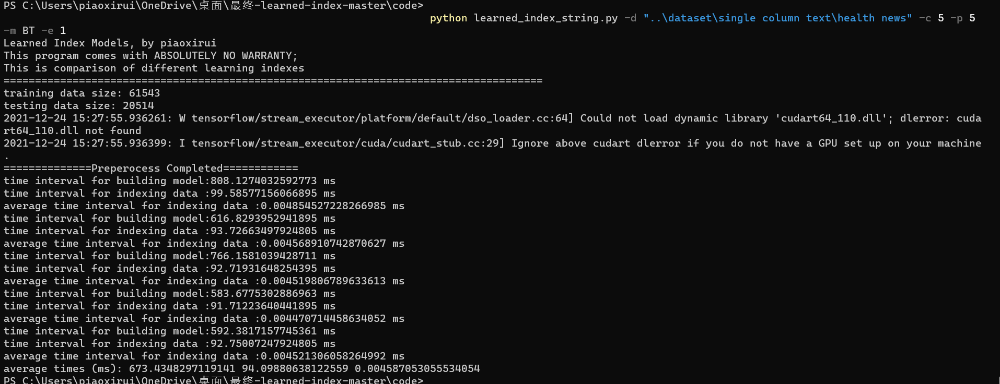 PS C:\Users\piaoxirui\OneDrive\桌面\最终-learned-index-master\code>
python learned_index_string.py -d "..\dataset\single column text\health news" -c 5 -p 5
-m BT -e 1
Learned Index Models, by piaoxirui
This program comes with ABSOLUTELY NO WARRANTY;
This is comparison of different learning indexes
======================================================================================
training data size: 61543
testing data size: 20514
2021-12-24 15:27:55.936261: W tensorflow/stream_executor/platform/default/dso_loader.cc:64] Could not load dynamic library 'cudart64_110.dll'; dlerror: cuda
rt64_110.dll not found
2021-12-24 15:27:55.936399: I tensorflow/stream_executor/cuda/cudart_stub.cc:29] Ignore above cudart dlerror if you do not have a GPU set up on your machine
.
==============Preperocess Completed============
time interval for building model:808.1274032592773 ms
time interval for indexing data :99.58577156066895 ms
average time interval for indexing data :0.004854527228266985 ms
time interval for building model:616.8293952941895 ms
time interval for indexing data :93.72663497924805 ms
average time interval for indexing data :0.004568910742870627 ms
time interval for building model:766.1581039428711 ms
time interval for indexing data :92.71931648254395 ms
average time interval for indexing data :0.004519806789633613 ms
time interval for building model:583.6775302886963 ms
time interval for indexing data :91.71223640441895 ms
average time interval for indexing data :0.004470714458634052 ms
time interval for building model:592.3817157745361 ms
time interval for indexing data :92.75007247924805 ms
average time interval for indexing data :0.004521306058264992 ms
average times (ms): 673.4348297119141 94.09880638122559 0.004587053055534054
PS C:\Users\piaoxirui\OneDrive\桌面\最终-learned-index-master\code>